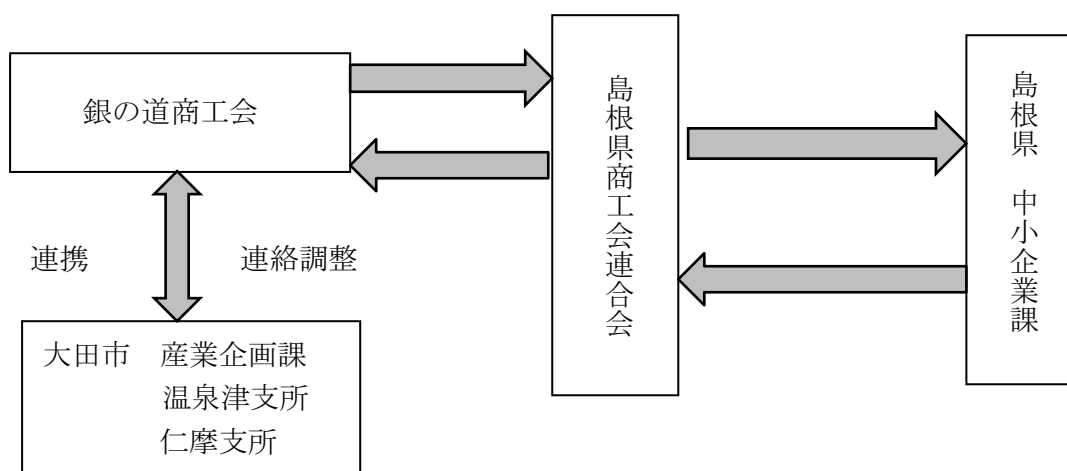 銀の道商工会
島根県商工会連合会
島根県　中小企業課
連携　連絡調整
大田市　産業企画課
温泉津支所
仁摩支所